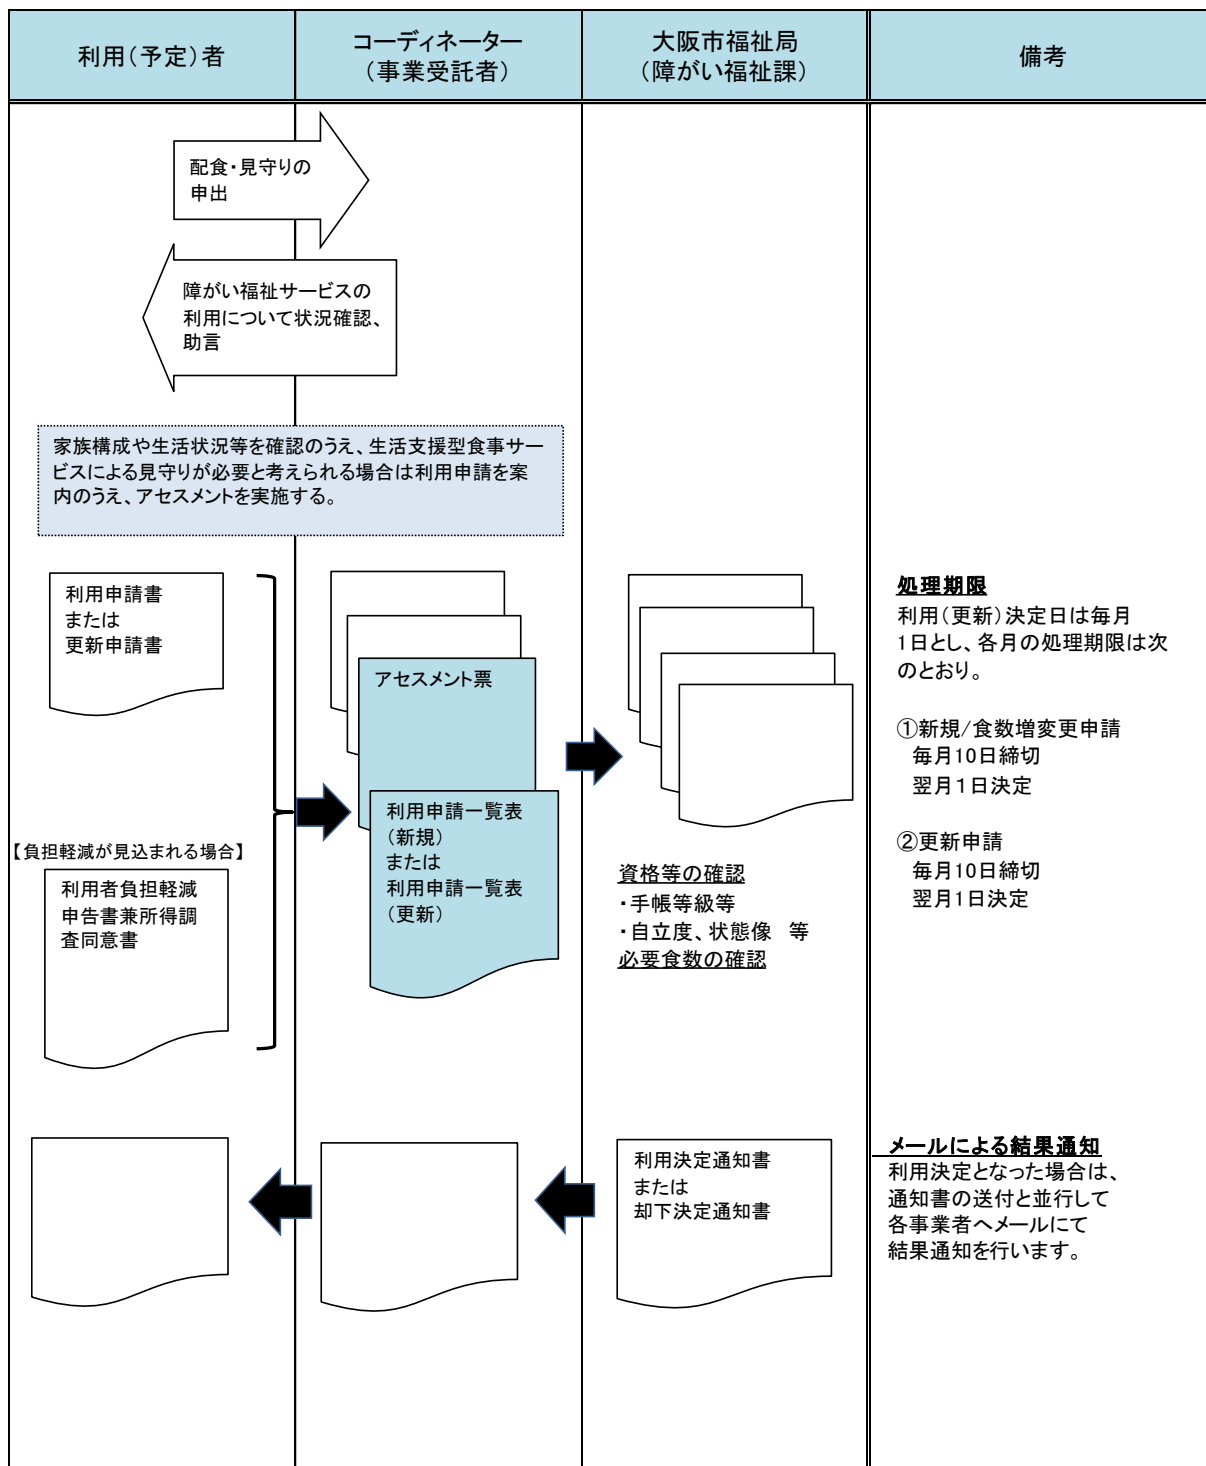 利用（予定）者
コーディネーター
（事業受託者）
大阪市福祉局
（障がい福祉課）
備考
配食・見守りの
申出
障がい福祉サービスの
利用について状況確認、
助言
家族構成や生活状況等を確認のうえ、生活支援型食事サー
ビスによる見守りが必要と考えられる場合は利用申請を案
内のうえ、アセスメントを実施する。
利用申請書
または
更新申請書
【負担軽減が見込まれる場合】
利用者負担軽減
申告書兼所得調
査同意書
アセスメント票
利用申請一覧表
（新規）
または
利用申請一覧表
（更新）
資格等の確認
・手帳等級等
・自立度、状態像　等
必要食数の確認
処理期限
利用（更新）決定日は毎月
1日とし、各月の処理期限は次
のとおり。
①新規/食数増変更申請
毎月10日締切
翌月１日決定
②更新申請
毎月10日締切
翌月1日決定
利用決定通知書
または
却下決定通知書
メールによる結果通知
利用決定となった場合は、
通知書の送付と並行して
各事業者へメールにて
結果通知を行います。